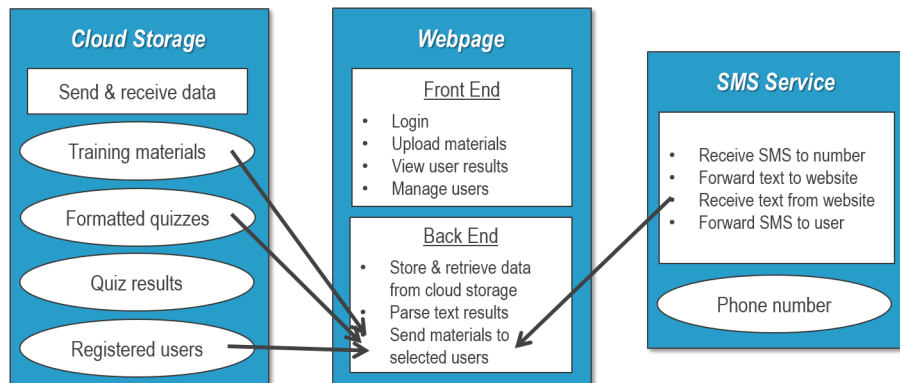 Cloud Storage
Send & receive data
Training materials
Formatted quizzes
Quiz results
Registered users
Webpage
Front End
• Login
• Upload materials
• View user results
• Manage users
Back End
• Store & retrieve data
from cloud storage
• Parse text results
• Send materials to
selected users
SMS Service
• Receive SMS to number
• Forward text to website
• Receive text from website
• Forward SMS to user
Phone number